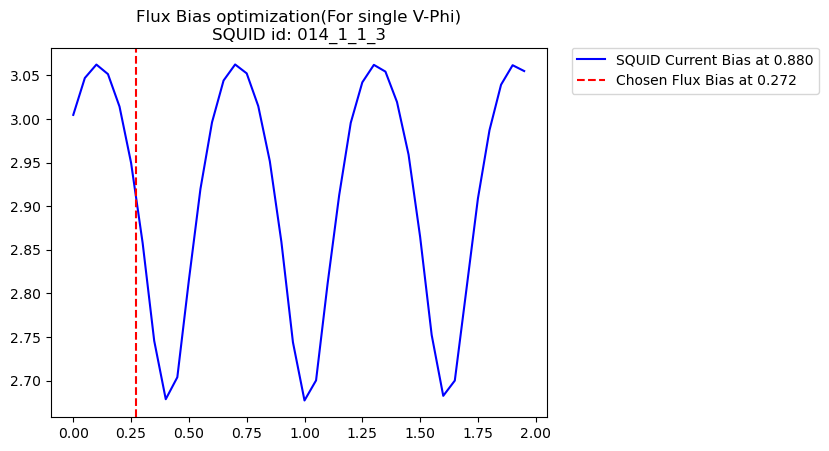 Flux Bias optimization(For single V-Phi)
SQUID id: 014_1_1_3
SQUID Current Bias at 0.880
Chosen Flux Bias at 0.272
3.05
3.00
2.95
2.90
2.85
2.80
2.75
2.70
0.00 0.25 0.50 0.75 1.00 1.25 1.50 1.75 2.00